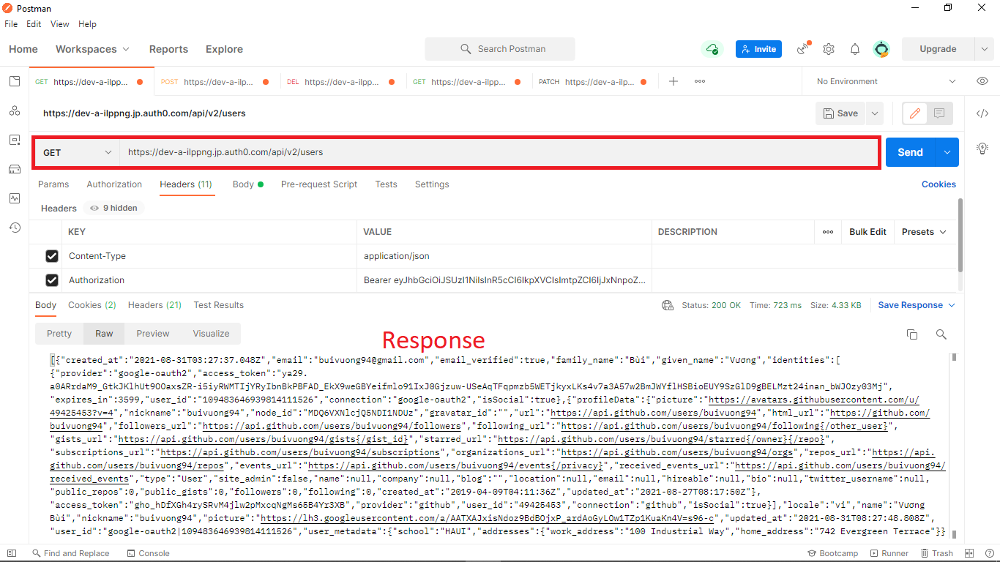 Postman
File Edit View Help
Home Workspaces Reports Explore Search Postman Invite Upgrade
GET https://dev-a-ilpp... POST https://dev-a-ilpp... DEL https://dev-a-ilpp... GET https://dev-a-ilpp... PATCH https://dev-a-ilpp... No Environment
https://dev-a-ilppng.jp.auth0.com/api/v2/users Save
GET https://dev-a-ilppng.jp.auth0.com/api/v2/users Send
Params Authorization Headers (11) Body Pre-request Script Tests Settings Cookies
Headers 9 hidden
KEY VALUE DESCRIPTION Bulk Edit Presets
Content-Type application/json
Authorization Bearer eyJhbGciOiJSUzI1NiIsInR5cCI6IkpXVCIsImtpZCI6IjJxNnpoZ...
Body Cookies (2) Headers (21) Test Results Status: 200 OK Time: 723 ms Size: 4.33 KB Save Response
Pretty Raw Preview Visualize
Response
[{"created_at":"2021-08-31T03:27:37.048Z","email":"buivuong94@gmail.com","email_verified":true,"family_name":"Bùi","given_name":"Vương","identities":[
{"provider":"google-oauth2","access_token":"ya29.
a0ARrdaM9_GtkJKlhUt9OOaxsZR-i5iyRWMTIjYRyIbnBkPBFAD_EkX9weGBYeifmlo91IxJ0Gjzuw-USeAqTFqpmzb5WETjkyxLKs4v7a3A57w2BmJWYflHSBioEUY9SzGlD9gBELMzt24inan_bWJOzy03Mj",
"expires_in":3599,"user_id":"109483646939814111526","connection":"google-oauth2","isSocial":true},{"profileData":{"picture":"https://avatars.githubusercontent.com/u/
49425453?v=4","nickname":"buivuong94","node_id":"MDQ6VXNlcjQ5NDI1NDUz","gravatar_id":"","url":"https://api.github.com/users/buivuong94","html_url":"https://github.com/
buivuong94","followers_url":"https://api.github.com/users/buivuong94/followers","following_url":"https://api.github.com/users/buivuong94/following{/other_user}",
"gists_url":"https://api.github.com/users/buivuong94/gists{/gist_id}","starred_url":"https://api.github.com/users/buivuong94/starred{/owner}{/repo}",
"subscriptions_url":"https://api.github.com/users/buivuong94/subscriptions","organizations_url":"https://api.github.com/users/buivuong94/orgs","repos_url":"https://api.
github.com/users/buivuong94/repos","events_url":"https://api.github.com/users/buivuong94/events{/privacy}","received_events_url":"https://api.github.com/users/buivuong94/
received_events","type":"User","site_admin":false,"name":null,"company":null,"blog":"","location":null,"email":null,"hireable":null,"bio":null,"twitter_username":null,
"public_repos":0,"public_gists":0,"followers":0,"following":0,"created_at":"2019-04-09T04:11:36Z","updated_at":"2021-08-27T08:17:50Z"},
"access_token":"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","provider":"github","user_id":"49425453","connection":"github","isSocial":true}],"locale":"vi","name":"Vương
Bùi","nickname":"buivuong94","picture":"https://lh3.googleusercontent.com/a/AATXAJxisNdoz9BdBOjxP_ardAoGyLOw1TZp1KuaKn4V=s96-c","updated_at":"2021-08-31T08:27:48.808Z",
"user_id":"google-oauth2|109483646939814111526","user_metadata":{"school":"HAUI","addresses":{"work_address":"100 Industrial Way","home_address":"742 Evergreen Terrace"}}
Find and Replace Console Bootcamp Runner Trash